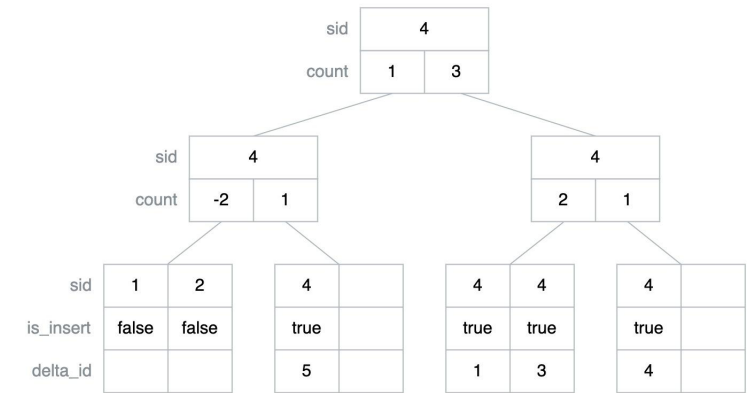 sid 4
count 1 3
sid 4 4
count -2 1 2 1
sid 1 2 4 4 4 4
is_insert false false true true true true
delta_id 5 1 3 4